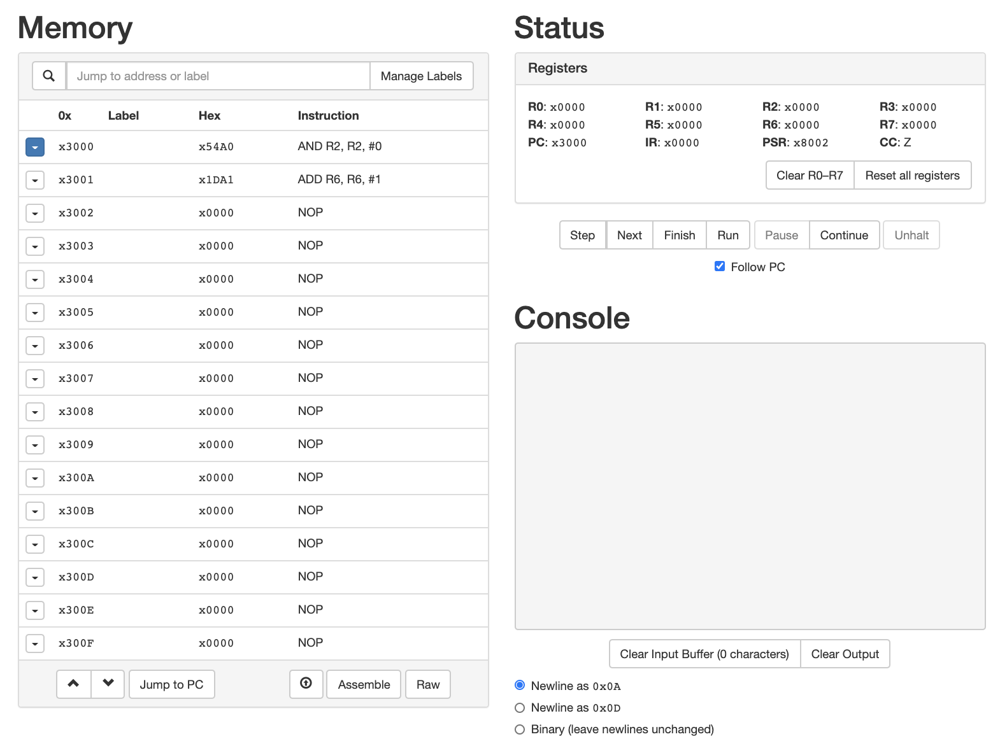 Memory
Jump to address or label Manage Labels
0x Label Hex Instruction
x3000 x54A0 AND R2, R2, #0
x3001 x1DA1 ADD R6, R6, #1
x3002 x0000 NOP
x3003 x0000 NOP
x3004 x0000 NOP
x3005 x0000 NOP
x3006 x0000 NOP
x3007 x0000 NOP
x3008 x0000 NOP
x3009 x0000 NOP
x300A x0000 NOP
x300B x0000 NOP
x300C x0000 NOP
x300D x0000 NOP
x300E x0000 NOP
x300F x0000 NOP
Jump to PC Assemble Raw
Status
Registers
R0: x0000 R1: x0000 R2: x0000 R3: x0000
R4: x0000 R5: x0000 R6: x0000 R7: x0000
PC: x3000 IR: x0000 PSR: x8002 CC: Z
Clear R0–R7 Reset all registers
Step Next Finish Run Pause Continue Unhalt
Follow PC
Console
Clear Input Buffer (0 characters) Clear Output
Newline as 0x0A
Newline as 0x0D
Binary (leave newlines unchanged)